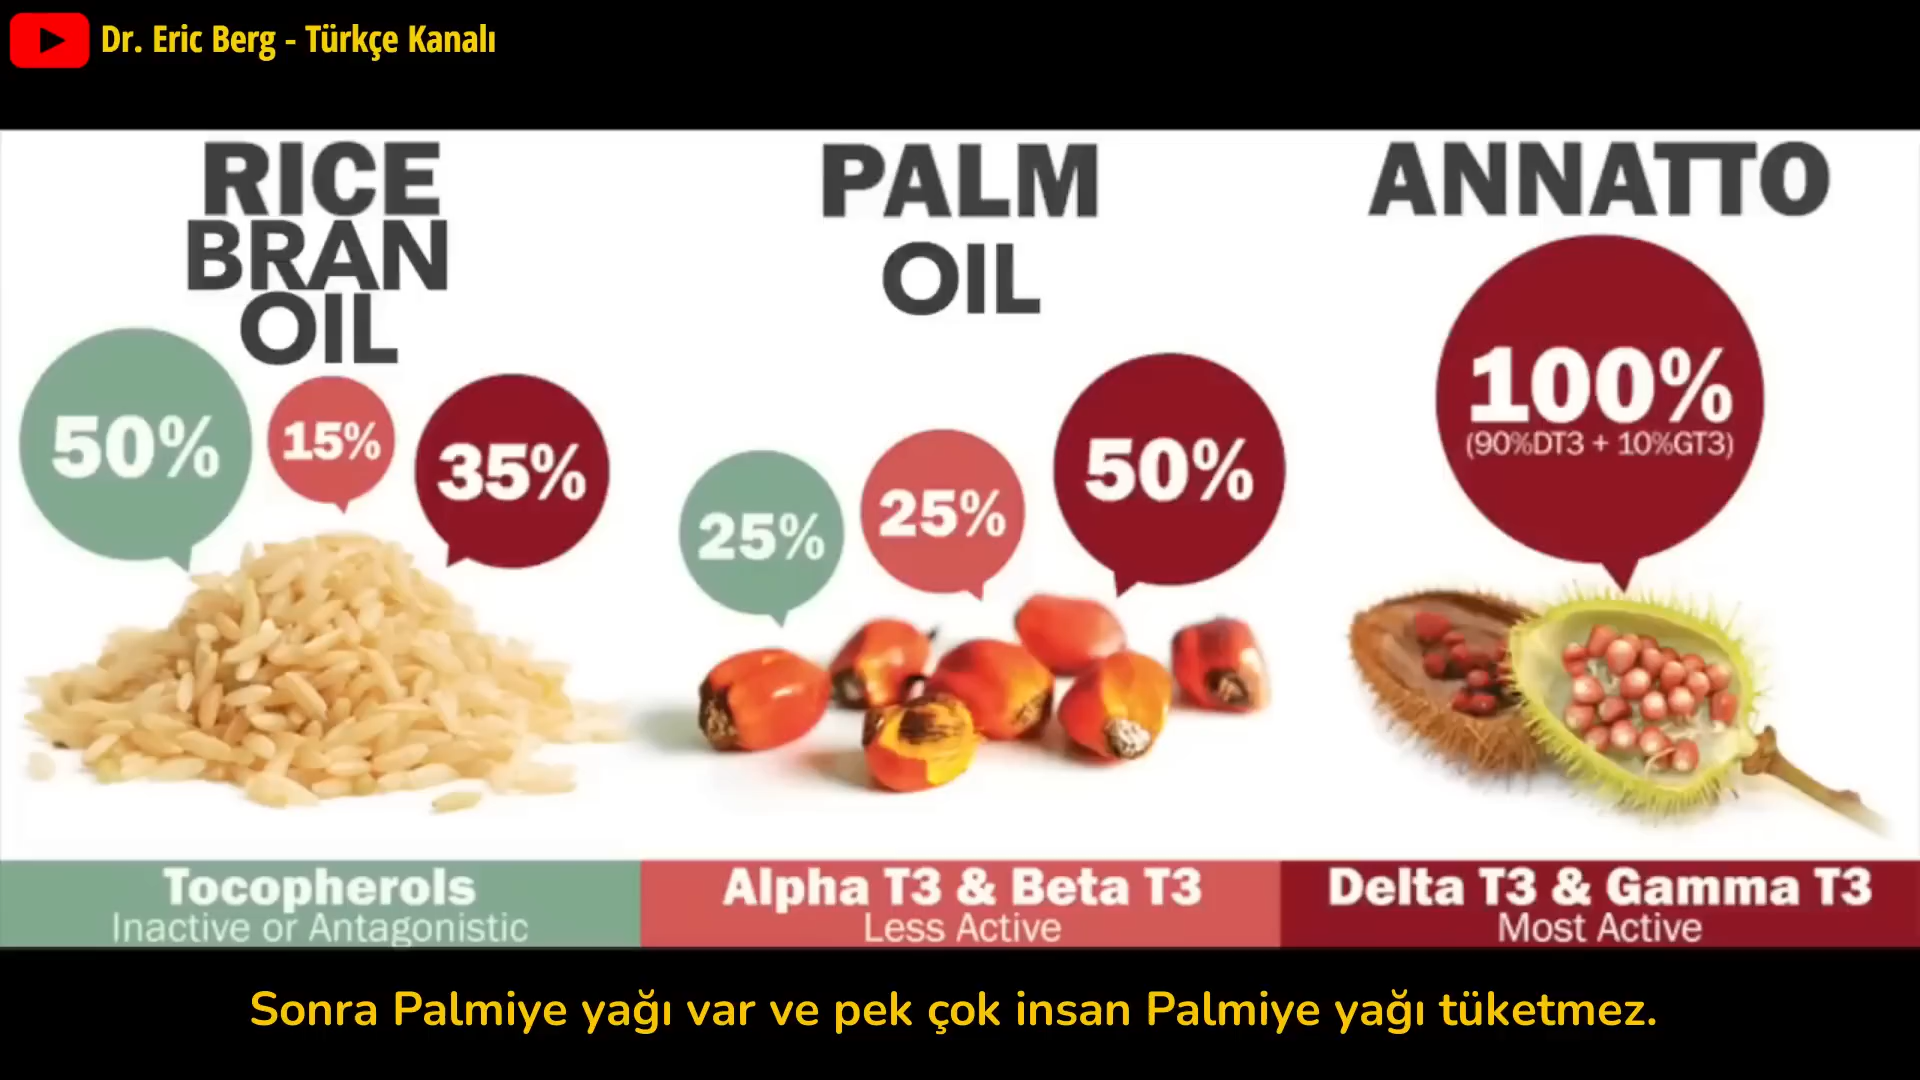 Dr. Eric Berg - Türkçe Kanalı
RICE
BRAN
OIL
50%
15%
35%
PALM
OIL
25%
25%
50%
ANNATTO
100%
(90%DT3 + 10%GT3)
Tocopherols
Inactive or Antagonistic
Alpha T3 & Beta T3
Less Active
Delta T3 & Gamma T3
Most Active
Sonra Palmiye yağı var ve pek çok insan Palmiye yağı tüketmez.